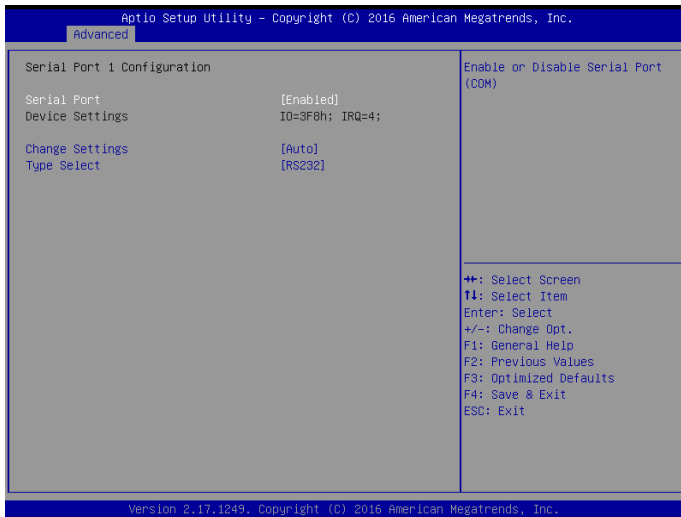 Aptio Setup Utility – Copyright (C) 2016 American Megatrends, Inc.
Advanced
Serial Port 1 Configuration
Serial Port [Enabled]
Device Settings IO=3F8h; IRQ=4;
Change Settings [Auto]
Type Select [RS232]
Enable or Disable Serial Port
(COM)
→←: Select Screen
↑↓: Select Item
Enter: Select
+/-: Change Opt.
F1: General Help
F2: Previous Values
F3: Optimized Defaults
F4: Save & Exit
ESC: Exit
Version 2.17.1249. Copyright (C) 2016 American Megatrends, Inc.